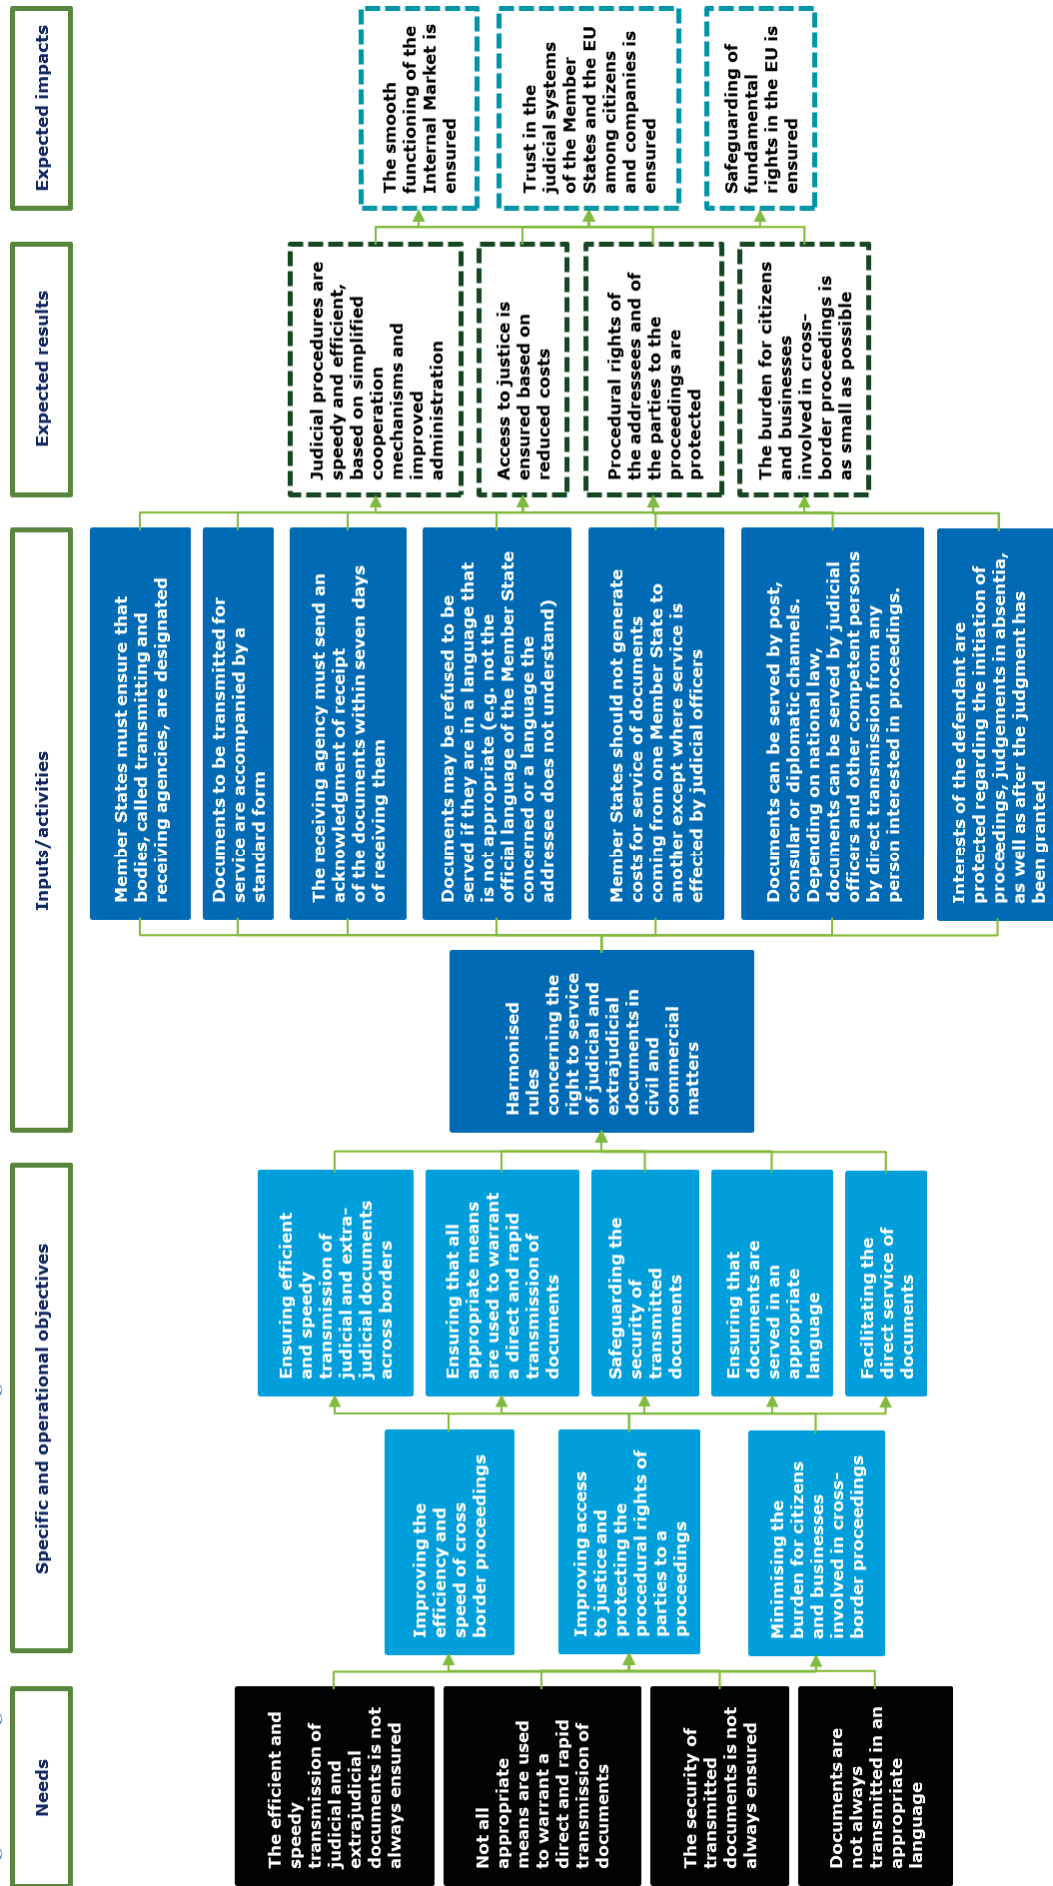 Needs
Specific and operational objectives
Inputs/activities
Expected results
Expected impacts
The efficient and
speedy
transmission of
judicial and
extrajudicial
documents is not
always ensured
Not all
appropriate
means are used
to warrant a
direct and rapid
transmission of
documents
The security of
transmitted
documents is not
always ensured
Documents are
not always
transmitted in an
appropriate
language
Improving the
efficiency and
speed of cross
border proceedings
Improving access
to justice and
protecting the
procedural rights of
parties to a
proceedings
Minimising the
burden for citizens
and businesses
involved in cross-
border proceedings
Ensuring efficient
and speedy
transmission of
judicial and extra-
judicial documents
across borders
Ensuring that all
appropriate means
are used to warrant
a direct and rapid
transmission of
documents
Safeguarding the
security of
transmitted
documents
Ensuring that
documents are
served in an
appropriate
language
Facilitating the
direct service of
documents
Harmonised
rules
concerning the
right to service
of judicial and
extrajudicial
documents in
civil and
commercial
matters
Member States must ensure that
bodies, called transmitting and
receiving agencies, are designated
Documents to be transmitted for
service are accompanied by a
standard form
The receiving agency must send an
acknowledgment of receipt
of the documents within seven days
of receiving them
Documents may be refused to be
served if they are in a language that
is not appropriate (e.g. not the
official language of the Member State
concerned or a language the
addressee does not understand)
Member States should not generate
costs for service of documents
coming from one Member State to
another except where service is
effected by judicial officers
Documents can be served by post,
consular or diplomatic channels.
Depending on national law,
documents can be served by judicial
officers and other competent persons
by direct transmission from any
person interested in proceedings.
Interests of the defendant are
protected regarding the initiation of
proceedings, judgements in absentia,
as well as after the judgment has
been granted
Judicial procedures are
speedy and efficient,
based on simplified
cooperation
mechanisms and
improved
administration
Access to justice is
ensured based on
reduced costs
Procedural rights of
the addressees and of
the parties to the
proceedings are
protected
The burden for citizens
and businesses
involved in cross-
border proceedings is
as small as possible
The smooth
functioning of the
Internal Market is
ensured
Trust in the
judicial systems
of the Member
States and the EU
among citizens
and companies is
ensured
Safeguarding of
fundamental
rights in the EU is
ensured